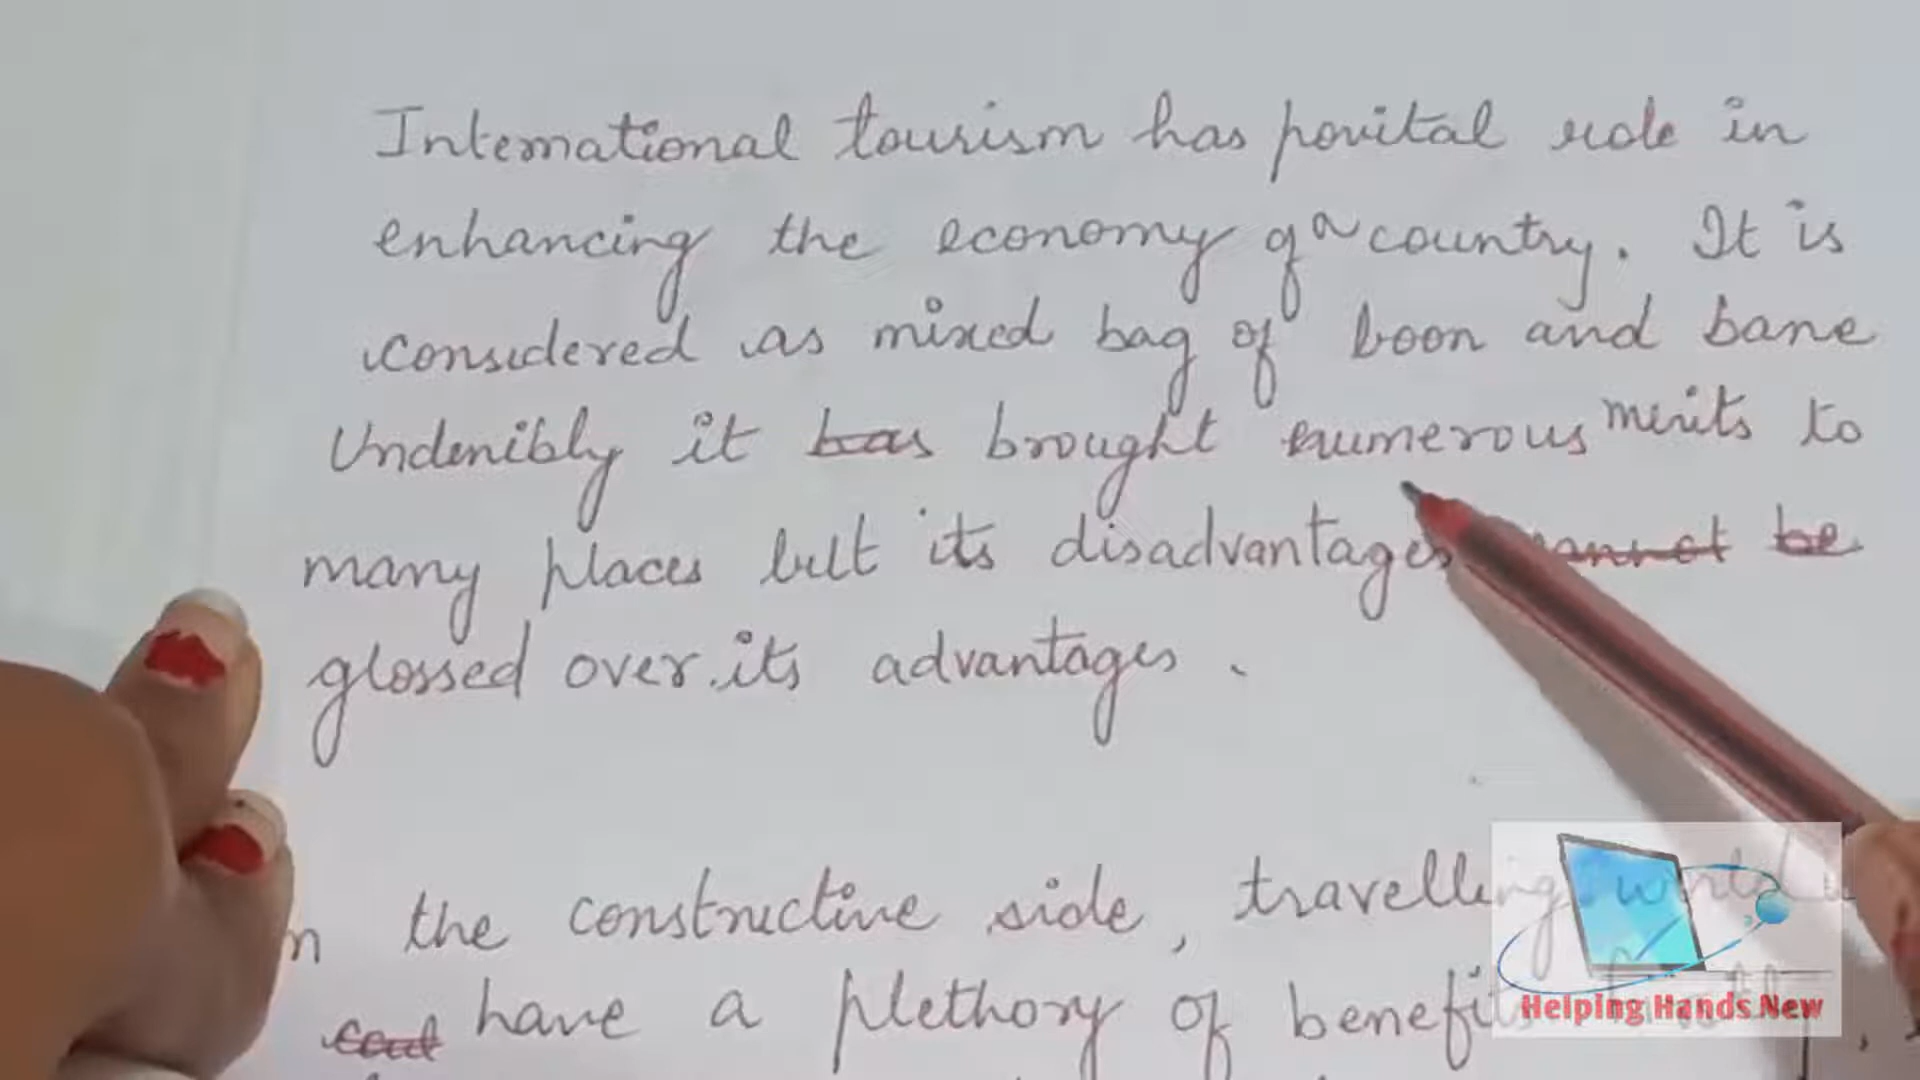 International tourism has povital role in
enhancing the economy of a country. It is
considered as mixed bag of boon and bane
Undenibly it has brought numerous merits to
many places but its disadvantages cannot be
glossed over its advantages.
n the constructive side, travelling
have a plethory of benefits
Helping Hands New